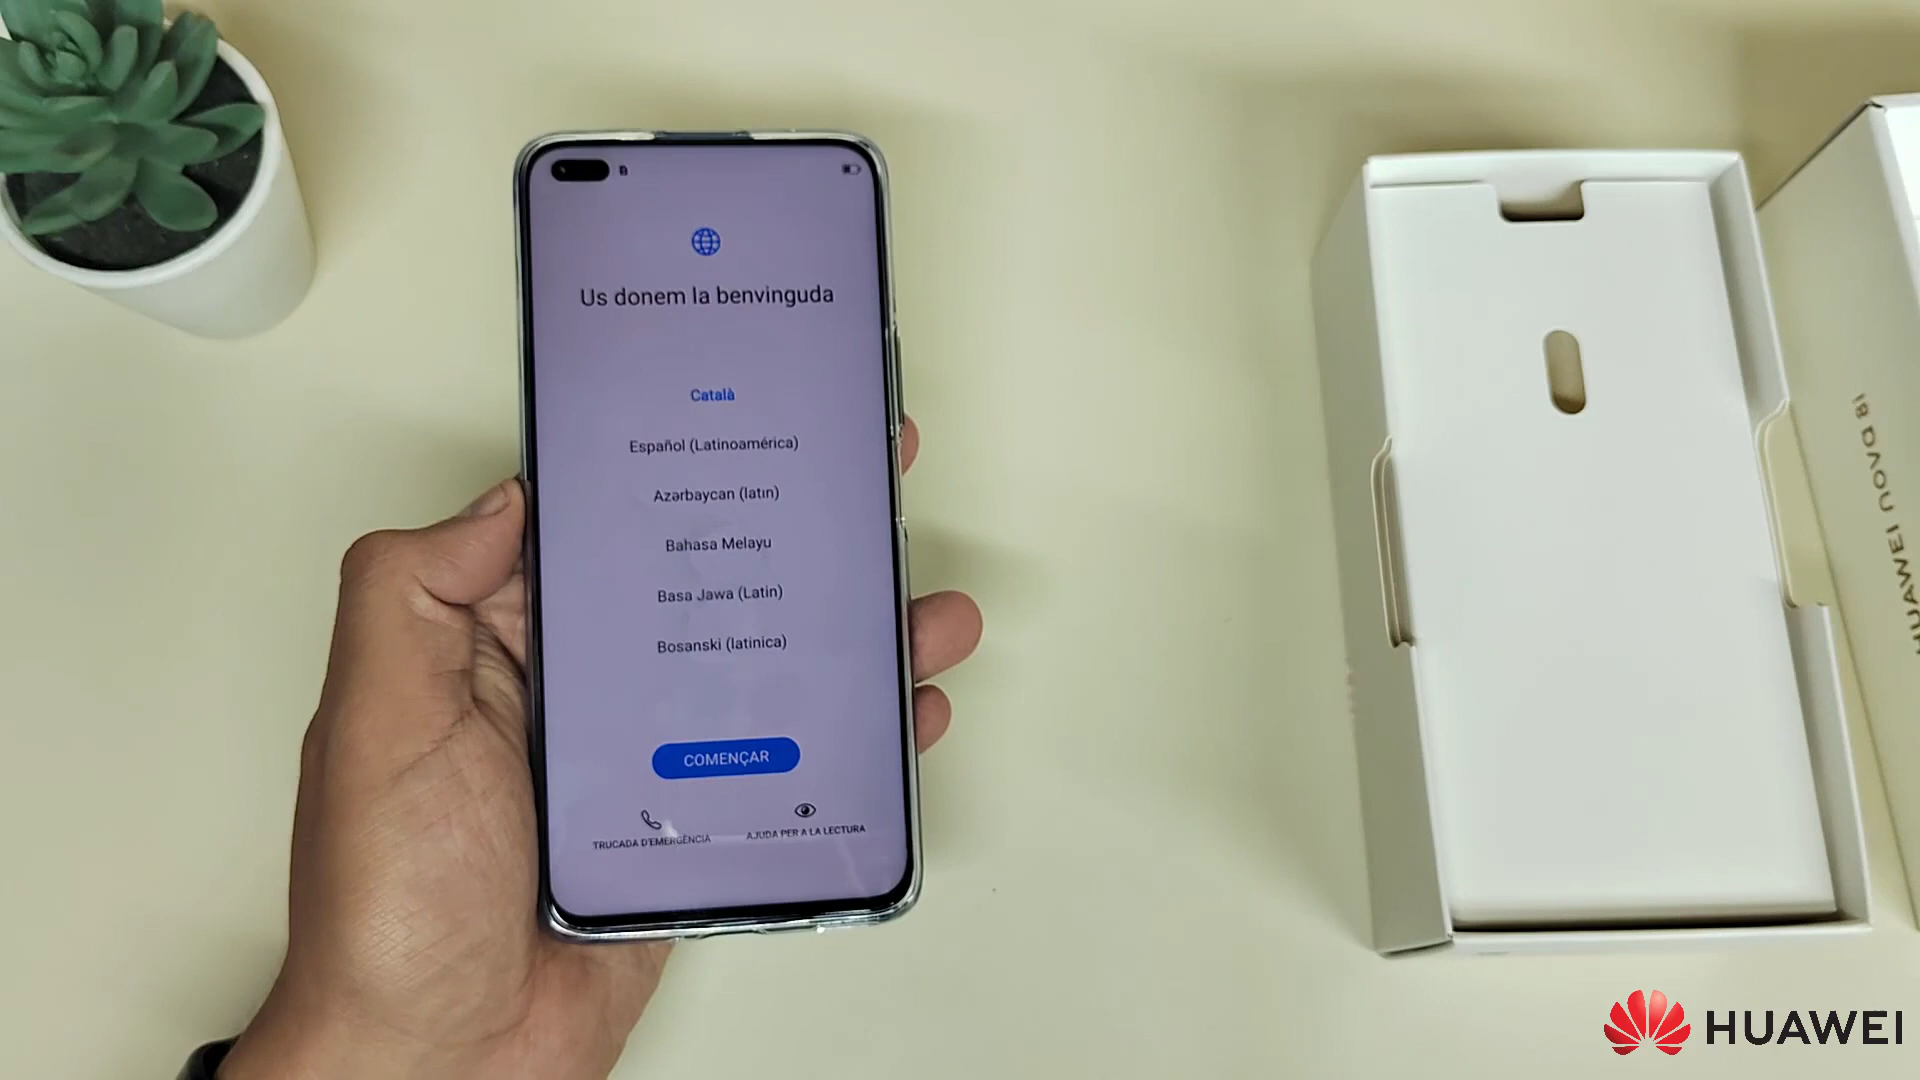 Us donem la benvinguda
Català
Español (Latinoamérica)
Azərbaycan (latın)
Bahasa Melayu
Basa Jawa (Latin)
Bosanski (latinica)
COMENÇAR
TRUCADA D'EMERGÈNCIA
AJUDA PER A LA LECTURA
HUAWEI nova 8i
HUAWEI